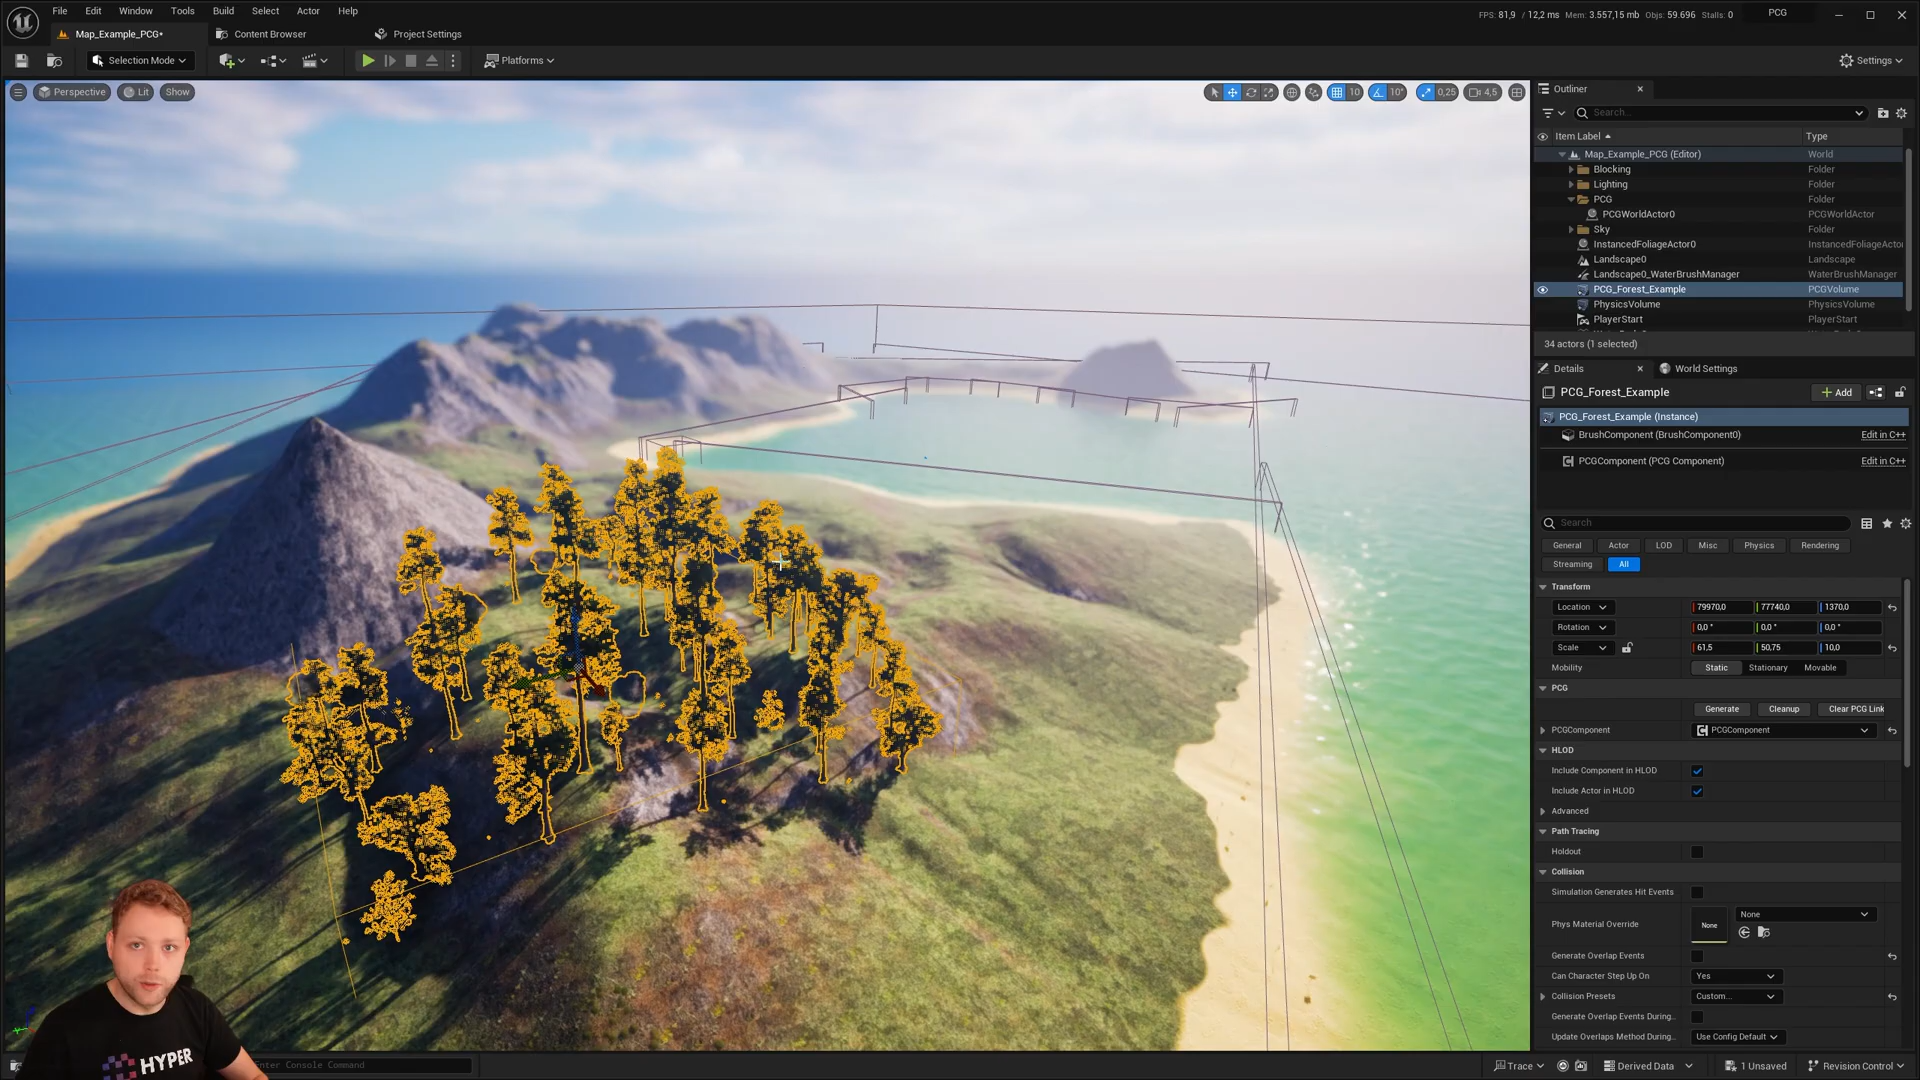 File Edit Window Tools Build Select Actor Help
FPS: 81,9 / 12,2 ms Mem: 3.557,15 mb Objs: 59.696 Stalls: 0
PCG
Map_Example_PCG*
Content Browser
Project Settings
Selection Mode
Platforms
Settings
Perspective
Lit
Show
10
10°
0,25
4,5
Outliner
Search...
Item Label
Type
Map_Example_PCG (Editor) World
Blocking Folder
Lighting Folder
PCG Folder
PCGWorldActor0 PCGWorldActor
Sky Folder
InstancedFoliageActor0 InstancedFoliageActo
Landscape0 Landscape
Landscape0_WaterBrushManager WaterBrushManager
PCG_Forest_Example PCGVolume
PhysicsVolume PhysicsVolume
PlayerStart PlayerStart
34 actors (1 selected)
Details
World Settings
PCG_Forest_Example
Add
PCG_Forest_Example (Instance)
BrushComponent (BrushComponent0) Edit in C++
PCGComponent (PCG Component) Edit in C++
Search
General Actor LOD Misc Physics Rendering
Streaming All
Transform
Location 79970,0 77740,0 1370,0
Rotation 0,0 ° 0,0 ° 0,0 °
Scale 61,5 50,75 10,0
Mobility Static Stationary Movable
PCG
Generate Cleanup Clear PCG Link
PCGComponent PCGComponent
HLOD
Include Component in HLOD
Include Actor in HLOD
Advanced
Path Tracing
Holdout
Collision
Simulation Generates Hit Events
Phys Material Override None None
Generate Overlap Events
Can Character Step Up On Yes
Collision Presets Custom...
Generate Overlap Events During..
Update Overlaps Method During.. Use Config Default
HYPER
Enter Console Command
Trace
Derived Data
1 Unsaved
Revision Control